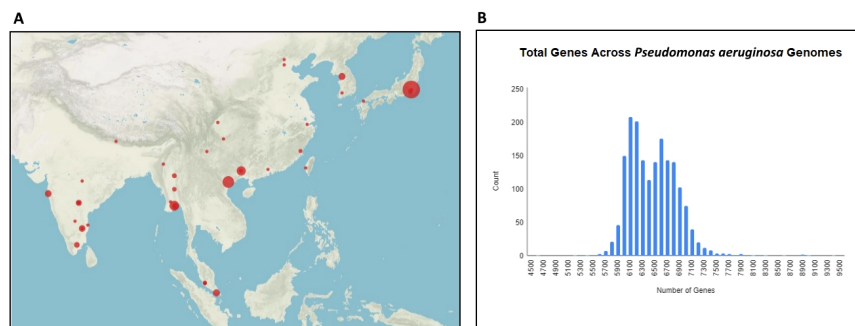 A
B
Total Genes Across Pseudomonas aeruginosa Genomes
250
200
150
100
50
0
Count
4500 4700 4900 5100 5300 5500 5700 5900 6100 6300 6500 6700 6900 7100 7300 7500 7700 7900 8100 8300 8500 8700 8900 9100 9300 9500
Number of Genes